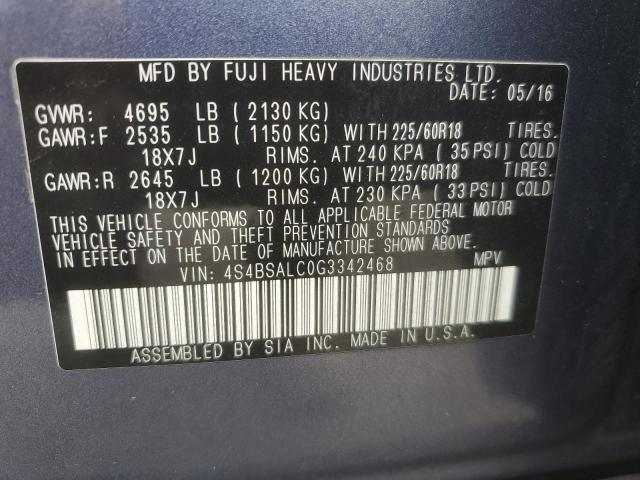 MFD BY FUJI HEAVY INDUSTRIES LTD.
DATE: 05/16
GVWR: 4695 LB ( 2130 KG)
GAWR:F 2535 LB ( 1150 KG) WITH 225/60R18 TIRES.
18X7J RIMS. AT 240 KPA ( 35 PSI) COLD
GAWR:R 2645 LB ( 1200 KG) WITH 225/60R18 TIRES.
18X7J RIMS. AT 230 KPA ( 33 PSI) COLD
THIS VEHICLE CONFORMS TO ALL APPLICABLE FEDERAL MOTOR
VEHICLE SAFETY AND THEFT PREVENTION STANDARDS
IN EFFECT ON THE DATE OF MANUFACTURE SHOWN ABOVE.
VIN: 4S4BSALC0G3342468 MPV
ASSEMBLED BY SIA INC. MADE IN U.S.A.